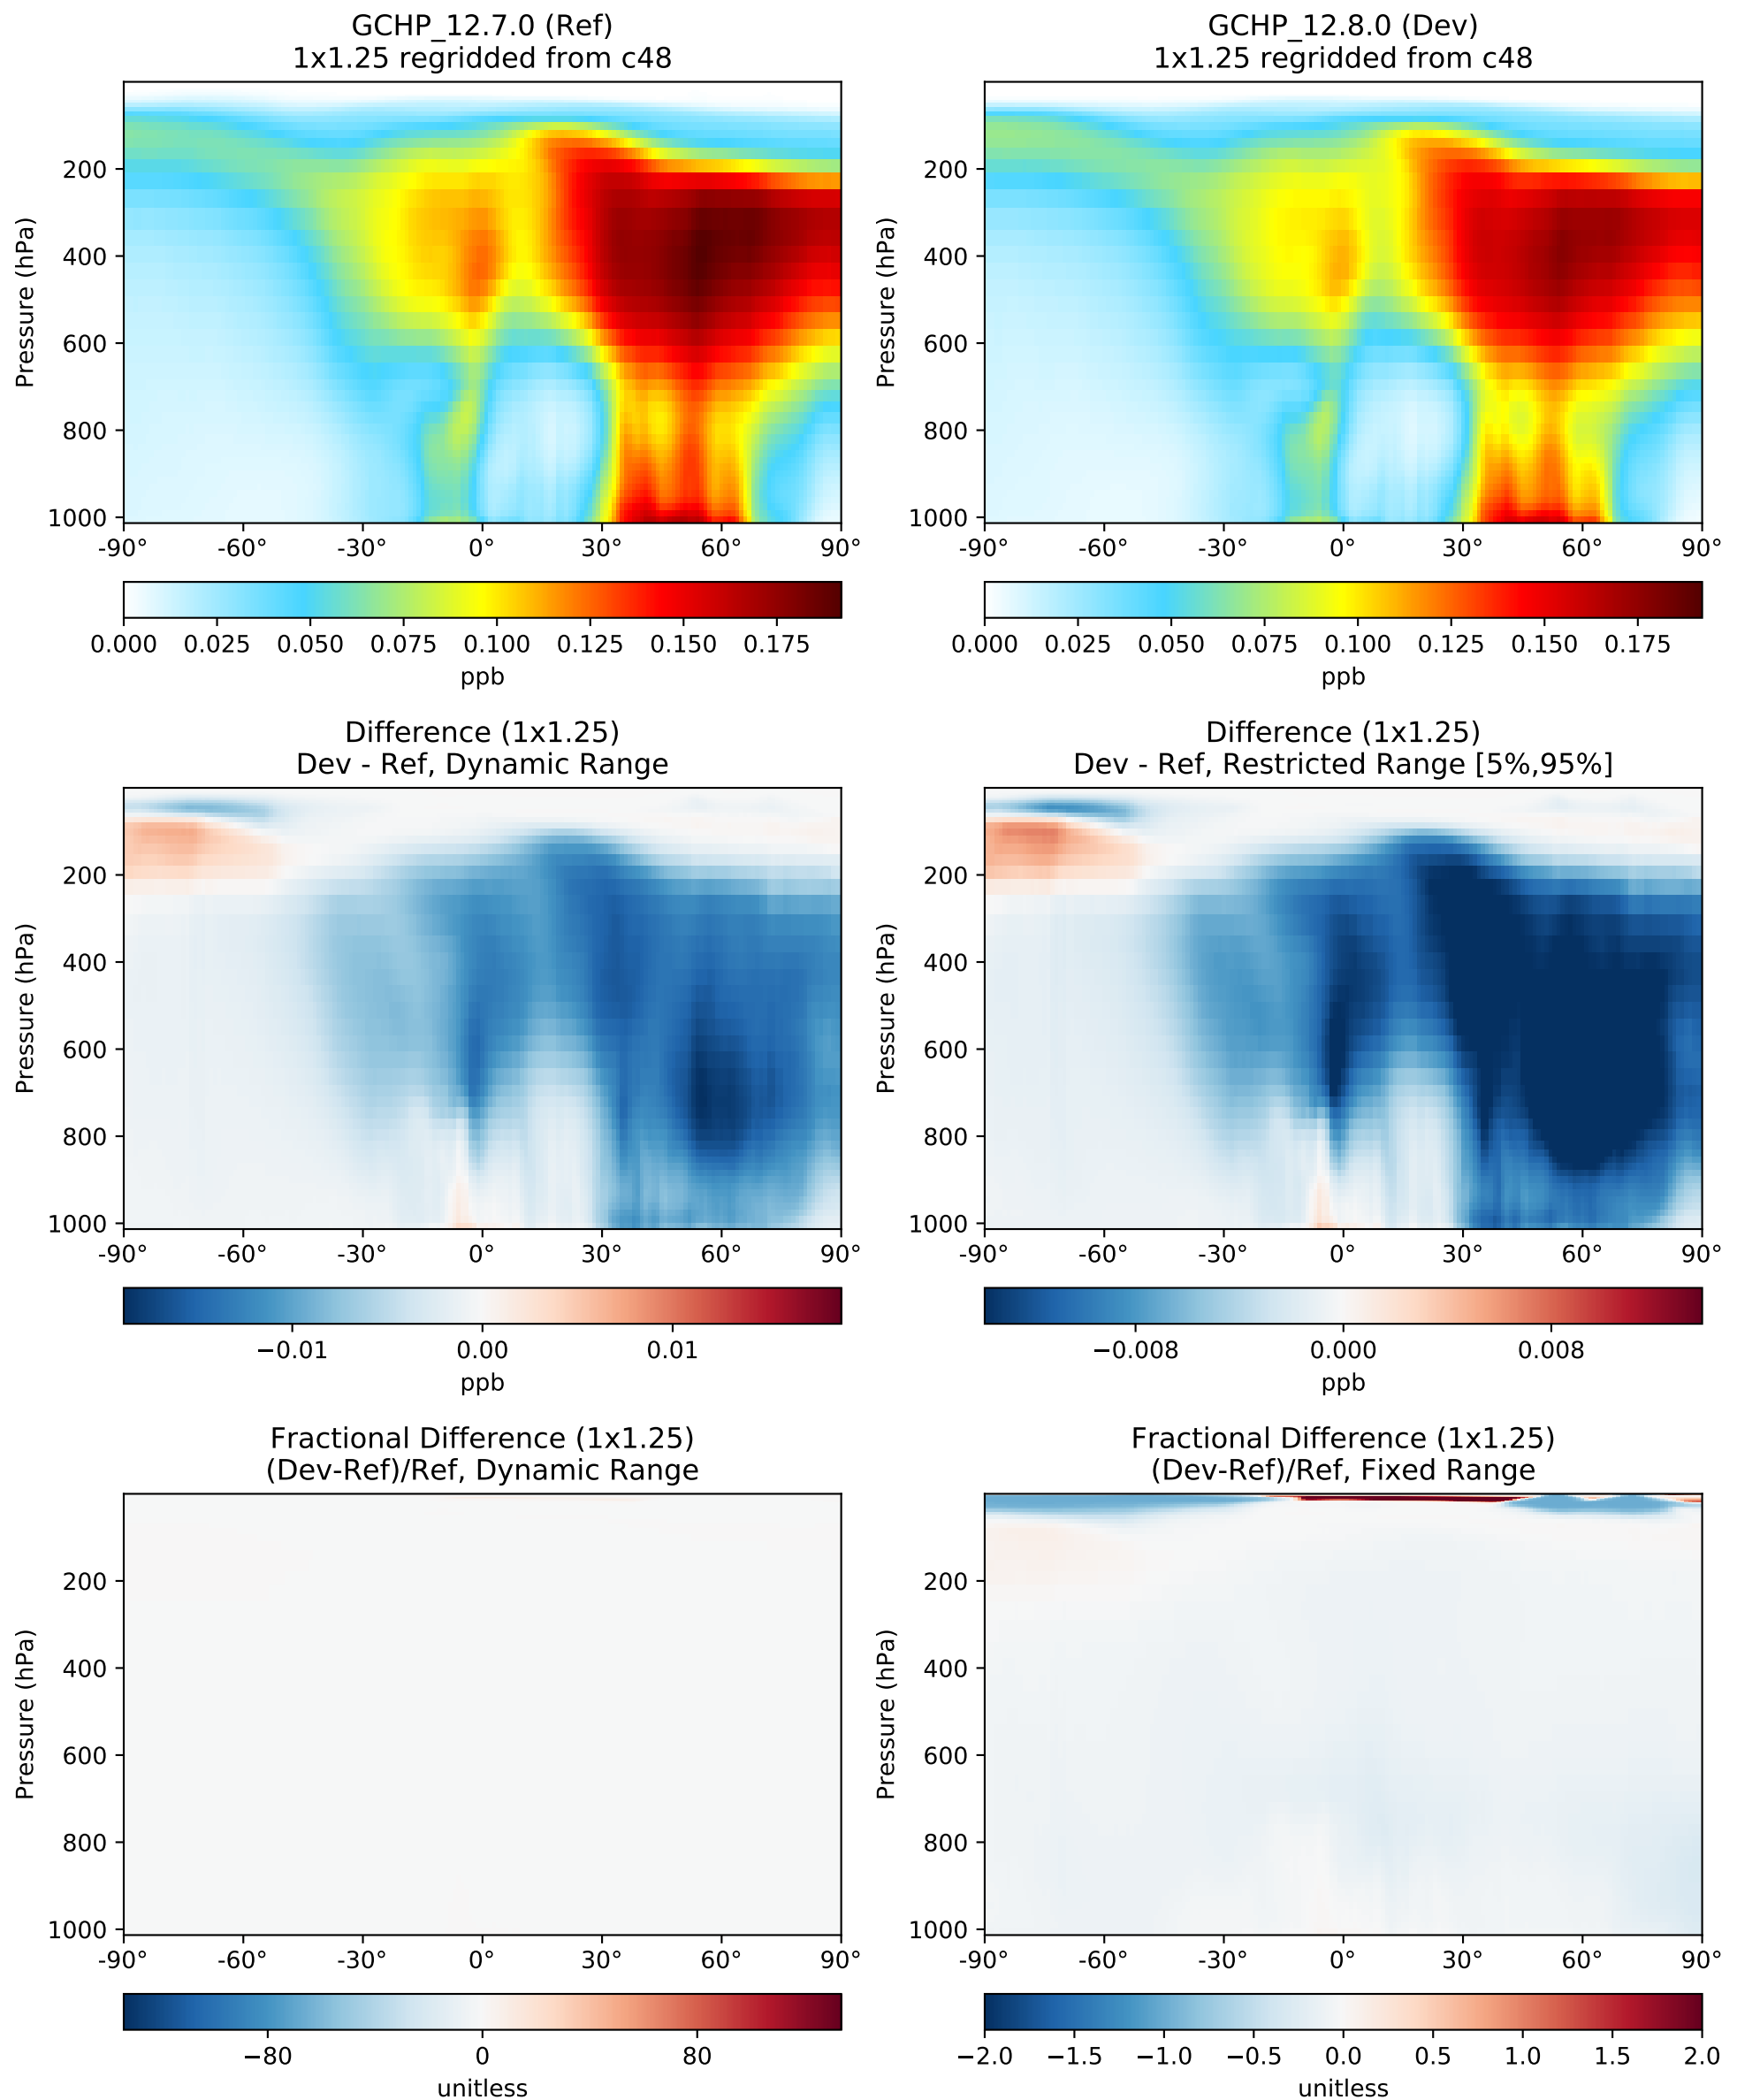 GCHP_12.7.0 (Ref)
1x1.25 regridded from c48
Pressure (hPa)
200
400
600
800
1000
-90° -60° -30° 0° 30° 60° 90°
0.000 0.025 0.050 0.075 0.100 0.125 0.150 0.175
ppb
GCHP_12.8.0 (Dev)
1x1.25 regridded from c48
Pressure (hPa)
200
400
600
800
1000
-90° -60° -30° 0° 30° 60° 90°
0.000 0.025 0.050 0.075 0.100 0.125 0.150 0.175
ppb
Difference (1x1.25)
Dev - Ref, Dynamic Range
Pressure (hPa)
200
400
600
800
1000
-90° -60° -30° 0° 30° 60° 90°
−0.01 0.00 0.01
ppb
Difference (1x1.25)
Dev - Ref, Restricted Range [5%,95%]
Pressure (hPa)
200
400
600
800
1000
-90° -60° -30° 0° 30° 60° 90°
−0.008 0.000 0.008
ppb
Fractional Difference (1x1.25)
(Dev-Ref)/Ref, Dynamic Range
Pressure (hPa)
200
400
600
800
1000
-90° -60° -30° 0° 30° 60° 90°
−80 0 80
unitless
Fractional Difference (1x1.25)
(Dev-Ref)/Ref, Fixed Range
Pressure (hPa)
200
400
600
800
1000
-90° -60° -30° 0° 30° 60° 90°
−2.0 −1.5 −1.0 −0.5 0.0 0.5 1.0 1.5 2.0
unitless